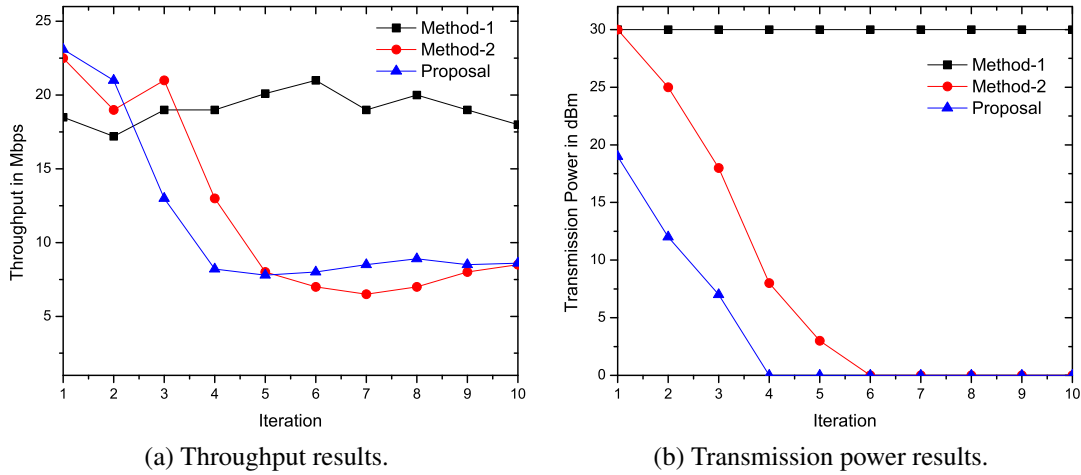 25
20
15
10
5
Throughput in Mbps
Method-1
Method-2
Proposal
1 2 3 4 5 6 7 8 9 10
Iteration
(a) Throughput results.
30
25
20
15
10
5
0
Transmission Power in dBm
Method-1
Method-2
Proposal
1 2 3 4 5 6 7 8 9 10
Iteration
(b) Transmission power results.